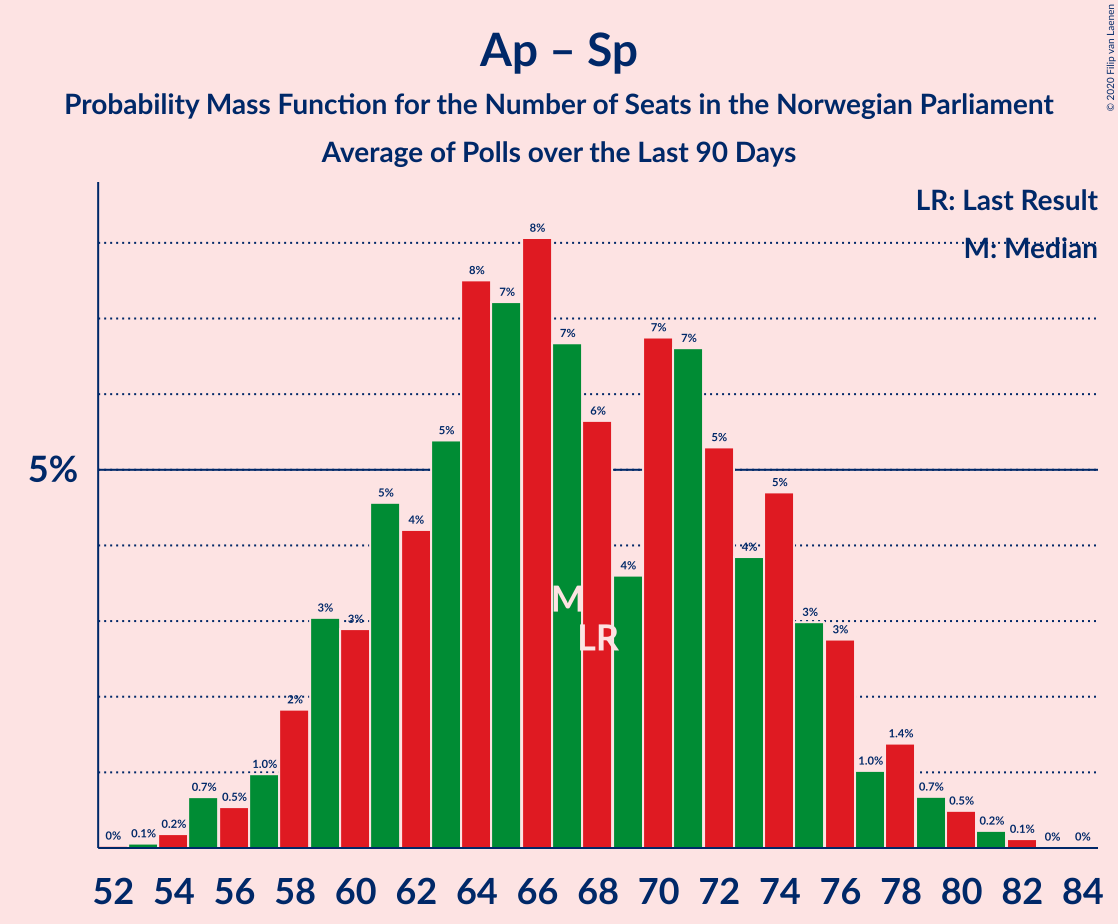 Ap – Sp
Probability Mass Function for the Number of Seats in the Norwegian Parliament
Average of Polls over the Last 90 Days
© 2020 Filip van Laenen
LR: Last Result
M: Median
5%
0% 0.1% 0.2% 0.7% 0.5% 1.0% 2% 3% 3% 5% 4% 5% 8% 7% 8% 7% 6% 4% 7% 7% 5% 4% 5% 3% 3% 1.0% 1.4% 0.7% 0.5% 0.2% 0.1% 0% 0%
M
LR
52 54 56 58 60 62 64 66 68 70 72 74 76 78 80 82 84